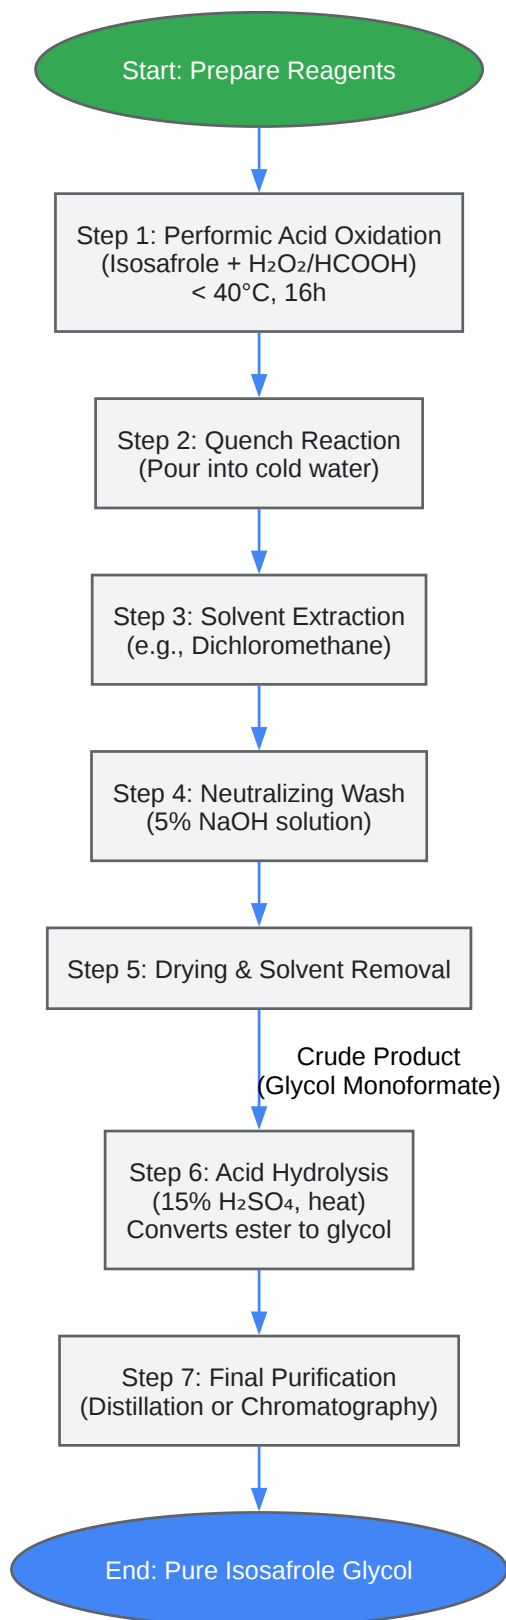 Start: Prepare Reagents
Step 1: Performic Acid Oxidation
(Isosafrole + H₂O₂/HCOOH)
< 40°C, 16h
Step 2: Quench Reaction
(Pour into cold water)
Step 3: Solvent Extraction
(e.g., Dichloromethane)
Step 4: Neutralizing Wash
(5% NaOH solution)
Step 5: Drying & Solvent Removal
Crude Product
(Glycol Monoformate)
Step 6: Acid Hydrolysis
(15% H₂SO₄, heat)
Converts ester to glycol
Step 7: Final Purification
(Distillation or Chromatography)
End: Pure Isosafrole Glycol